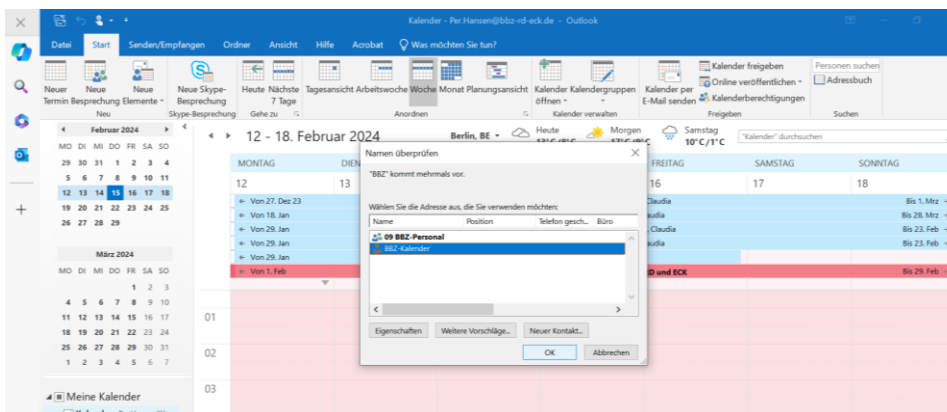 Kalender - Per.Hansen@bbz-rd-eck.de - Outlook
Datei Start Senden/Empfangen Ordner Ansicht Hilfe Acrobat Was möchten Sie tun?
Neuer Termin
Neue Besprechung
Neue Elemente
Neu
Neue Skype-Besprechung
Skype-Besprechung
Heute
Nächste 7 Tage
Gehe zu
Tagesansicht
Arbeitswoche
Woche
Monat
Planungsansicht
Anordnen
Kalender öffnen
Kalendergruppen
Kalender verwalten
Kalender per E-Mail senden
Kalender freigeben
Online veröffentlichen
Kalenderberechtigungen
Freigeben
Personen suchen
Adressbuch
Suchen
Februar 2024
MO DI MI DO FR SA SO
29 30 31 1 2 3 4
5 6 7 8 9 10 11
12 13 14 15 16 17 18
19 20 21 22 23 24 25
26 27 28 29
März 2024
MO DI MI DO FR SA SO
1 2 3
4 5 6 7 8 9 10
11 12 13 14 15 16 17
18 19 20 21 22 23 24
25 26 27 28 29 30 31
1 2 3 4 5 6 7
Meine Kalender
12 - 18. Februar 2024
Berlin, BE
Heute
Morgen
Samstag
10°C/1°C
"Kalender" durchsuchen
MONTAG DIEN FREITAG SAMSTAG SONNTAG
12 13 16 17 18
Von 27. Dez 23 Claudia Bis 1. Mrz
Von 18. Jan Bis 28. Mrz
Von 29. Jan Claudia Bis 23. Feb
Von 29. Jan Bis 23. Feb
Von 29. Jan
Von 1. Feb RD und ECK Bis 29. Feb
01
02
03
Namen überprüfen
"BBZ" kommt mehrmals vor.
Wählen Sie die Adresse aus, die Sie verwenden möchten:
Name Position Telefon gesch... Büro
09 BBZ-Personal
BBZ-Kalender
Eigenschaften Weitere Vorschläge... Neuer Kontakt...
OK Abbrechen